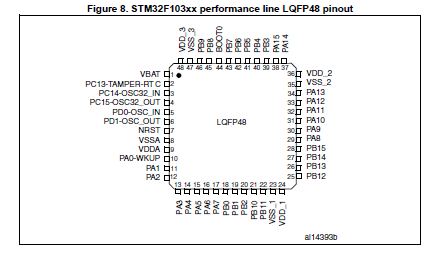 Figure 8. STM32F103xx performance line LQFP48 pinout
VDD_3
VSS_3
PB9
PB8
BOOT0
PB7
PB6
PB5
PB4
PB3
PA15
PA14
48 47 46 45 44 43 42 41 40 39 38 37
VBAT 1
PC13-TAMPER-RTC 2
PC14-OSC32_IN 3
PC15-OSC32_OUT 4
PD0-OSC_IN 5
PD1-OSC_OUT 6
NRST 7
VSSA 8
VDDA 9
PA0-WKUP 10
PA1 11
PA2 12
LQFP48
36 VDD_2
35 VSS_2
34 PA13
33 PA12
32 PA11
31 PA10
30 PA9
29 PA8
28 PB15
27 PB14
26 PB13
25 PB12
13 14 15 16 17 18 19 20 21 22 23 24
PA3
PA4
PA5
PA6
PA7
PB0
PB1
PB2
PB10
PB11
VSS_1
VDD_1
ai14393b